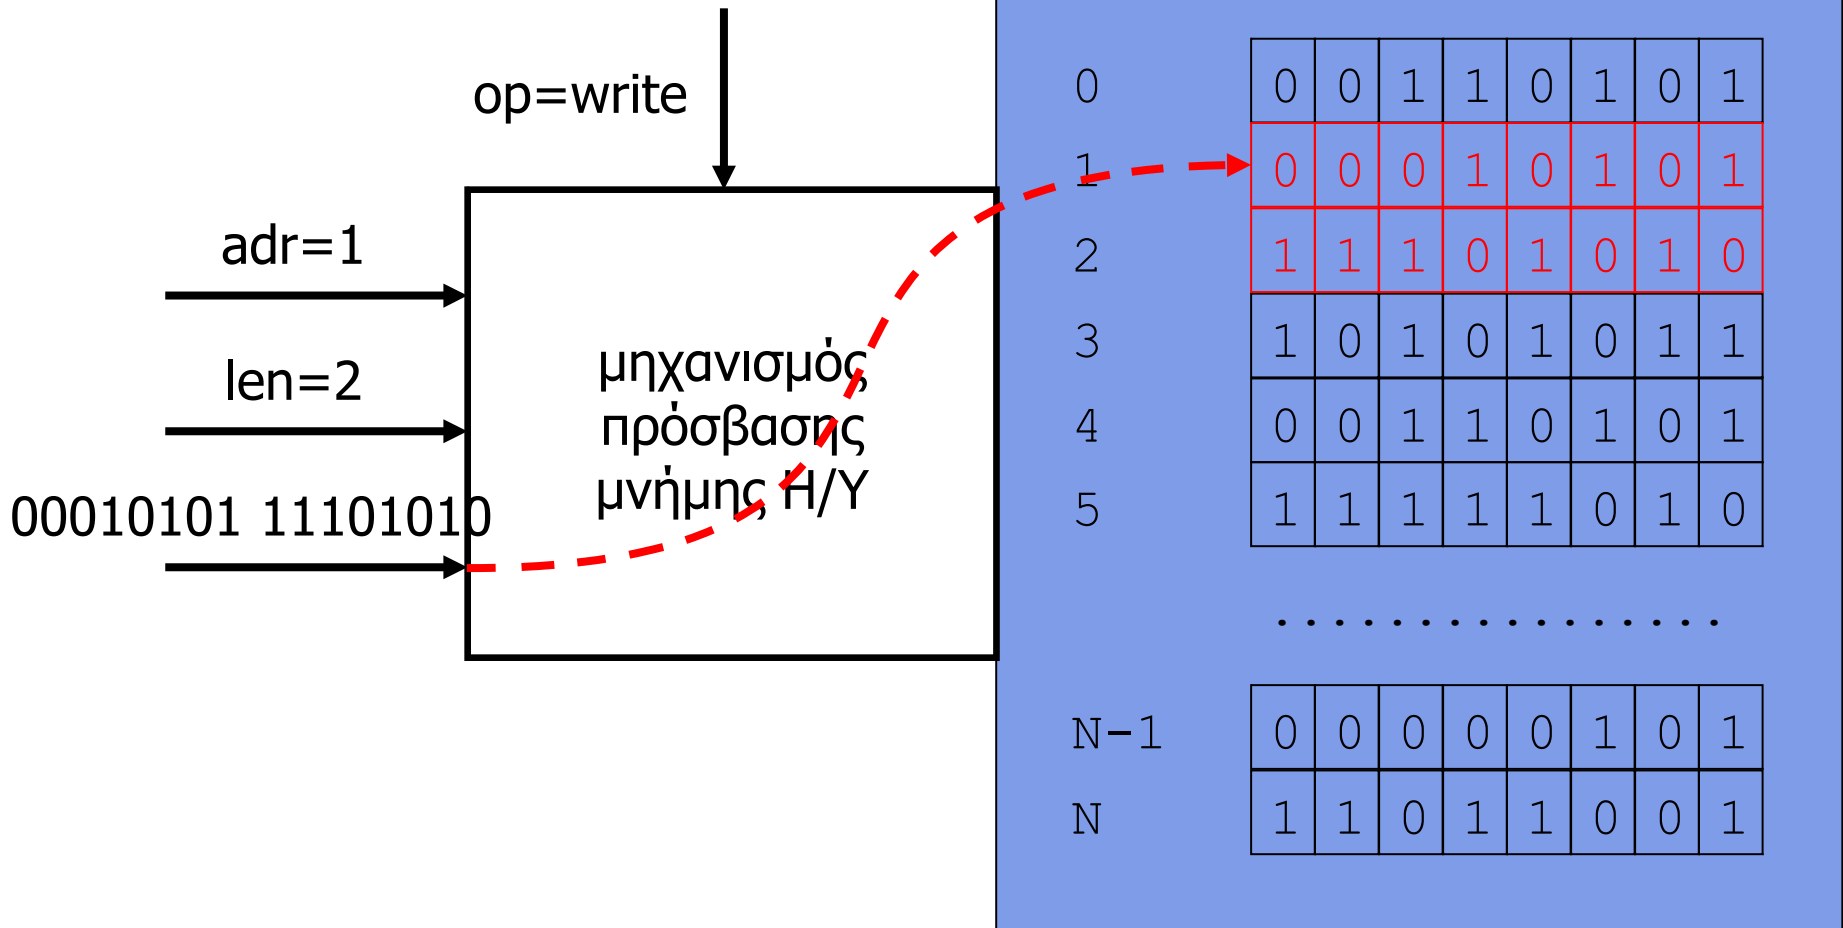 op=write
adr=1
len=2
00010101 11101010
μηχανισμός
πρόσβασης
μνήμης Η/Υ
0 0 0 1 1 0 1 0 1
1 0 0 0 1 0 1 0 1
2 1 1 1 0 1 0 1 0
3 1 0 1 0 1 0 1 1
4 0 0 1 1 0 1 0 1
5 1 1 1 1 1 0 1 0
..................
N-1 0 0 0 0 0 1 0 1
N 1 1 0 1 1 0 0 1